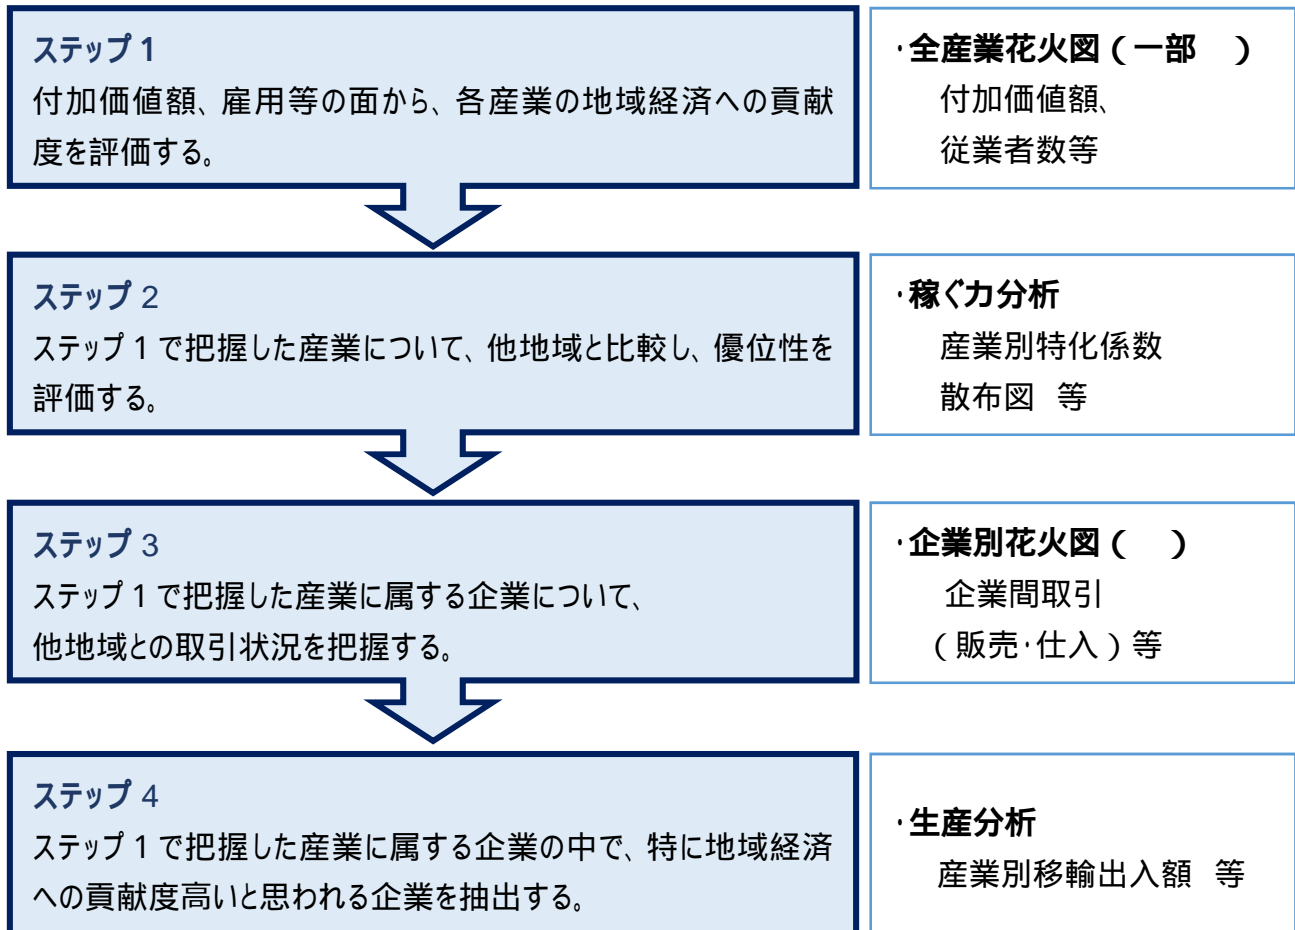 ステップ 1
付加価値額、雇用等の面から、各産業の地域経済への貢献
度を評価する。
・全産業花火図(一部　)
付加価値額、
従業者数等
ステップ 2
ステップ 1 で把握した産業について、他地域と比較し、優位性を
評価する。
・稼ぐ力分析
産業別特化係数
散布図　等
ステップ 3
ステップ 1 で把握した産業に属する企業について、
他地域との取引状況を把握する。
・企業別花火図(　)
企業間取引
(販売・仕入)等
ステップ 4
ステップ 1 で把握した産業に属する企業の中で、特に地域経済
への貢献度高いと思われる企業を抽出する。
・生産分析
産業別移輸出入額　等